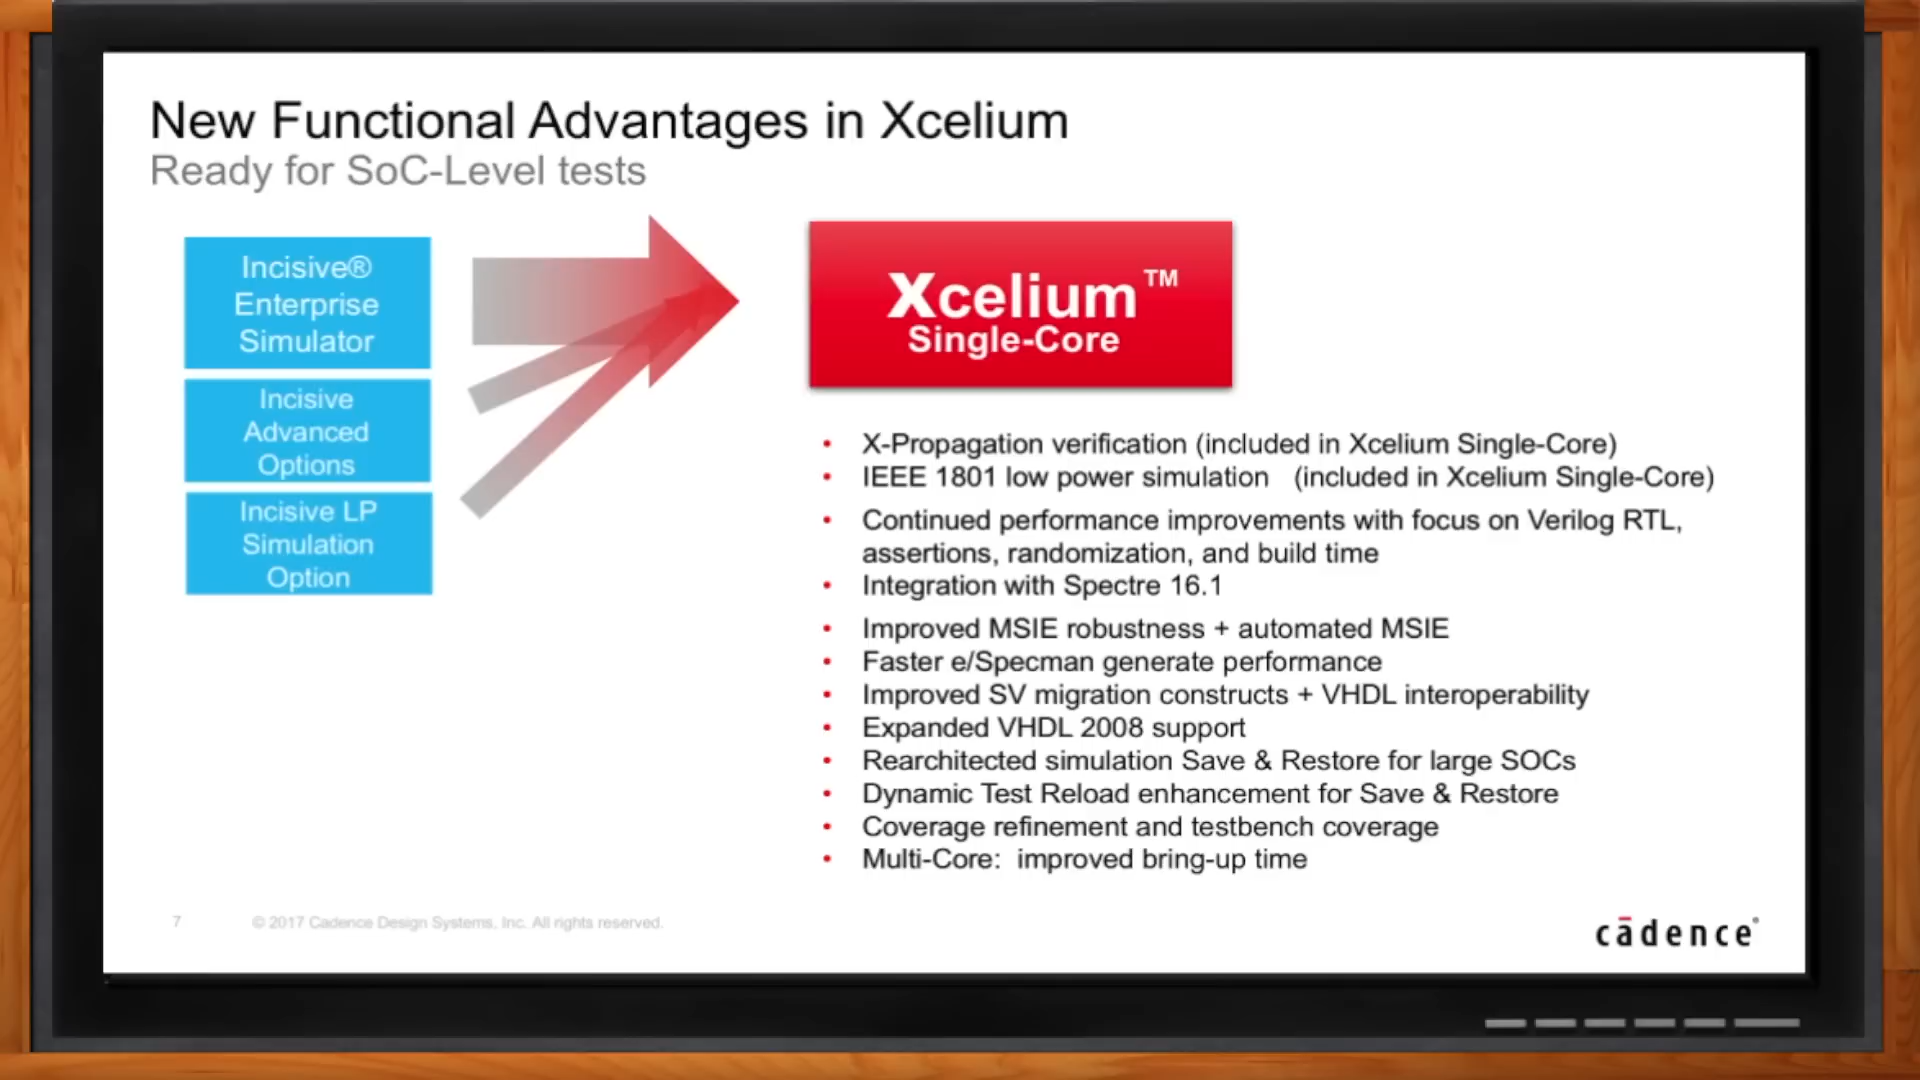 New Functional Advantages in Xcelium
Ready for SoC-Level tests
Incisive®
Enterprise
Simulator
Incisive
Advanced
Options
Incisive LP
Simulation
Option
Xcelium™
Single-Core
• X-Propagation verification (included in Xcelium Single-Core)
• IEEE 1801 low power simulation (included in Xcelium Single-Core)
• Continued performance improvements with focus on Verilog RTL,
assertions, randomization, and build time
• Integration with Spectre 16.1
• Improved MSIE robustness + automated MSIE
• Faster e/Specman generate performance
• Improved SV migration constructs + VHDL interoperability
• Expanded VHDL 2008 support
• Rearchitected simulation Save & Restore for large SOCs
• Dynamic Test Reload enhancement for Save & Restore
• Coverage refinement and testbench coverage
• Multi-Core: improved bring-up time
7
© 2017 Cadence Design Systems, Inc. All rights reserved.
cādence®